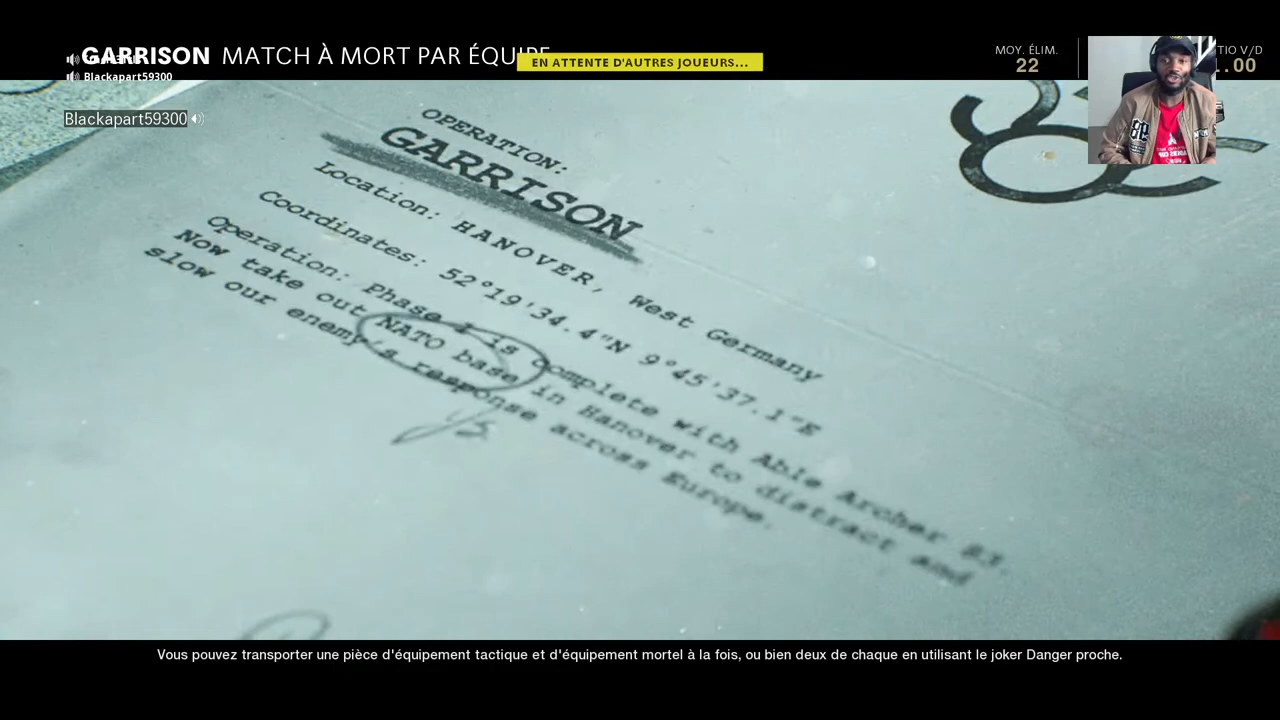 GARRISON MATCH À MORT PAR ÉQUIPE
EN ATTENTE D'AUTRES JOUEURS...
MOY. ÉLIM.
22
TIO V/D
.00
Blackapart59300
Blackapart59300
OPERATION:
GARRISON
Location: HANOVER, West Germany
Coordinates: 52°19'34.4"N 9°45'37.1"E
Operation: Phase 1 is complete with Able Archer 83.
Now take out NATO base in Hanover to distract and
slow our enemy's response across Europe.
Vous pouvez transporter une pièce d'équipement tactique et d'équipement mortel à la fois, ou bien deux de chaque en utilisant le joker Danger proche.